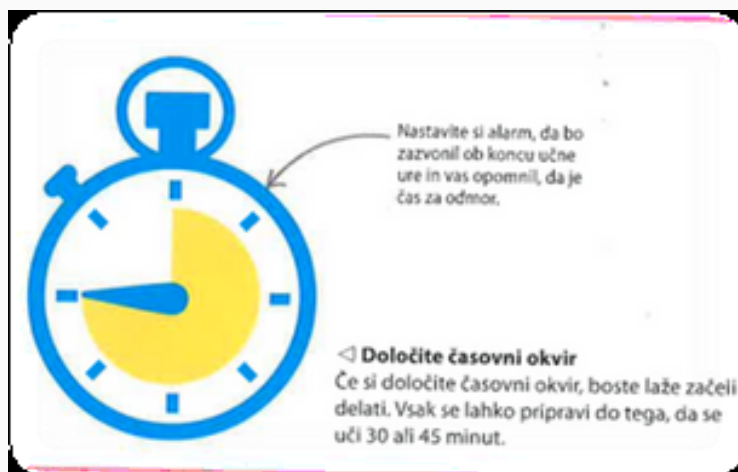 Nastavite si alarm, da bo
zazvonil ob koncu učne
ure in vas opomnil, da je
čas za odmor.
◁ Določite časovni okvir
Če si določite časovni okvir, boste laže začeli
delati. Vsak se lahko pripravi do tega, da se
uči 30 ali 45 minut.